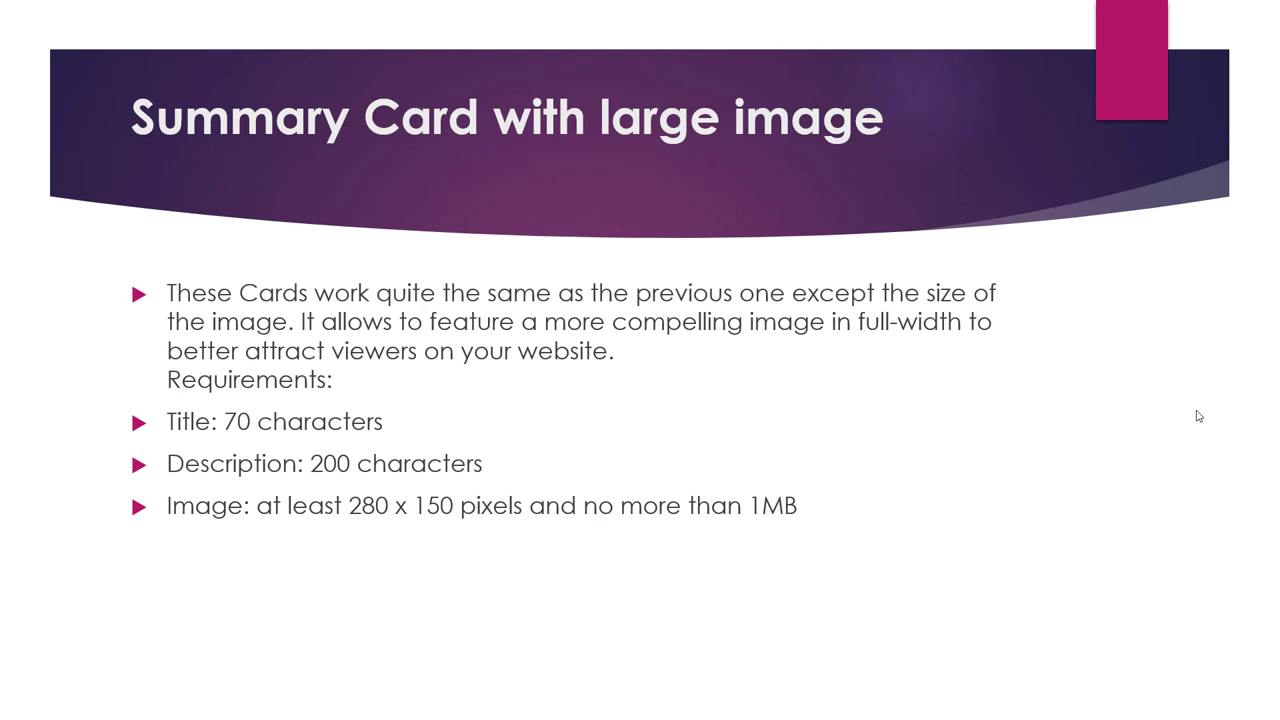 Summary Card with large image
These Cards work quite the same as the previous one except the size of
the image. It allows to feature a more compelling image in full-width to
better attract viewers on your website.
Requirements:
Title: 70 characters
Description: 200 characters
Image: at least 280 x 150 pixels and no more than 1MB